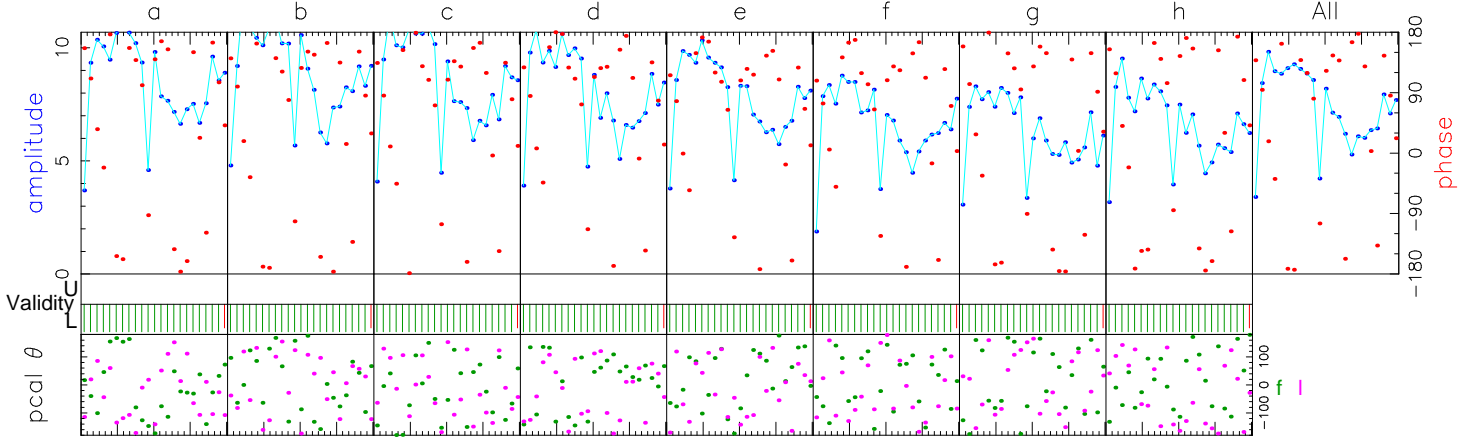 a b c d e f g h All
amplitude
10
5
0
180
90
0
−90
−180
phase
U
Validity
L
pcal θ
100
0
−100
f l